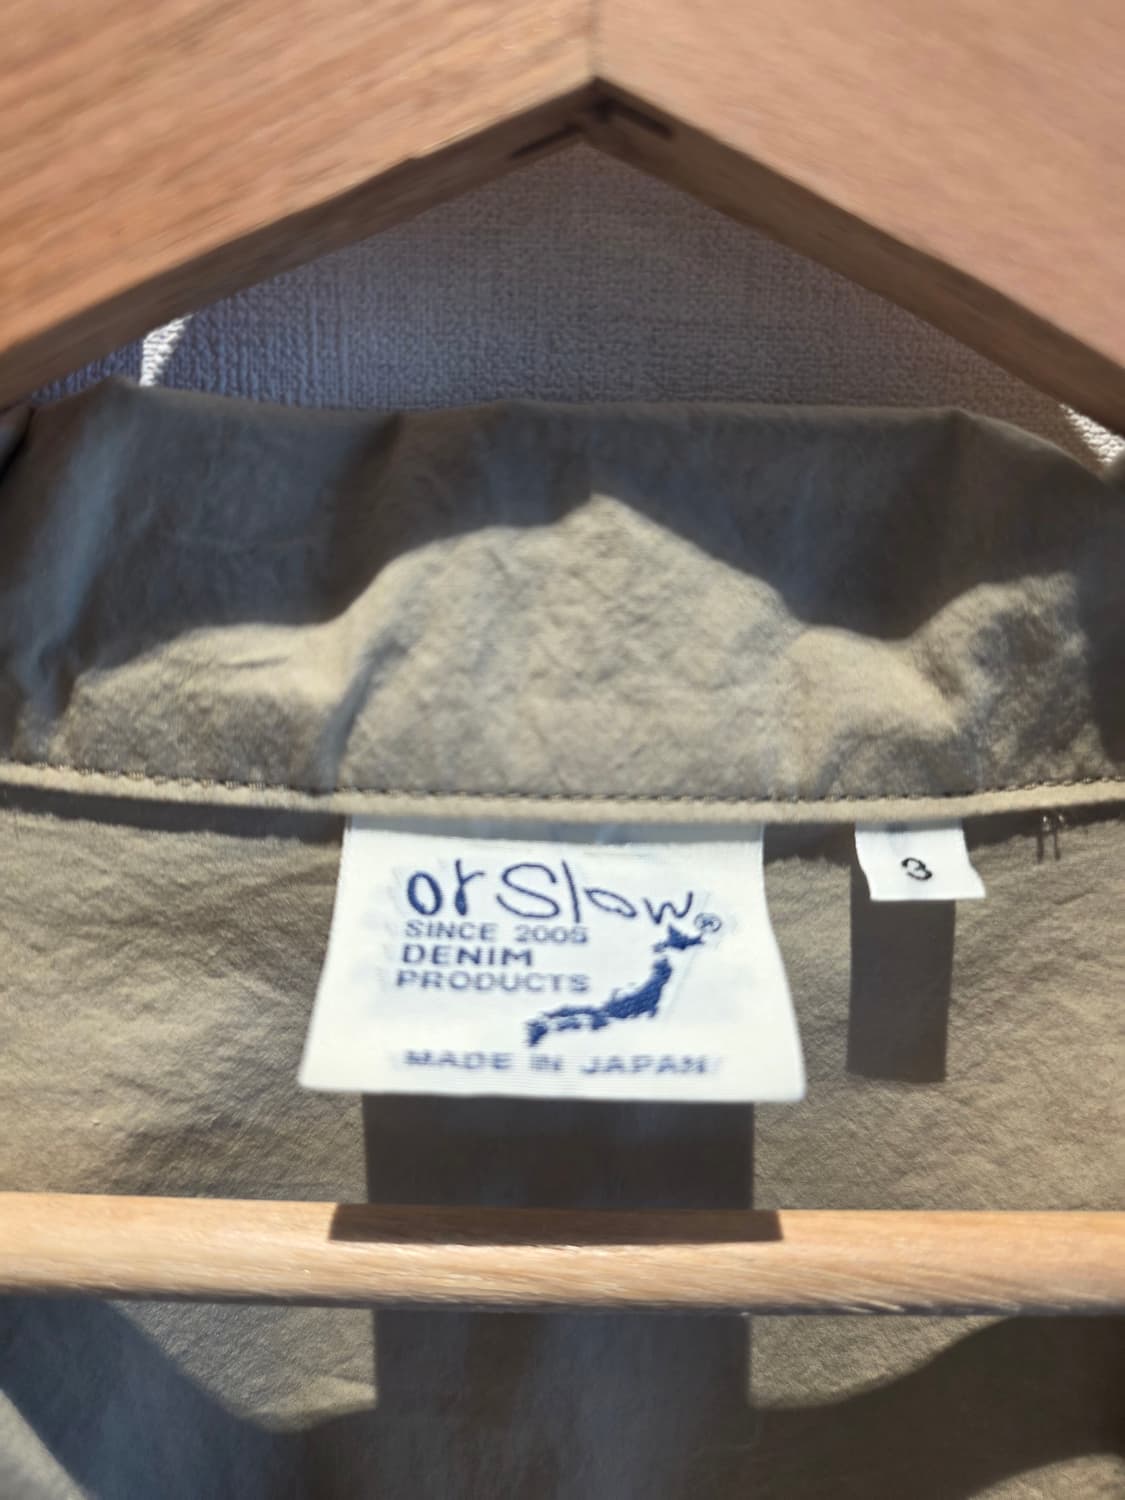 orSlow®
SINCE 2005
DENIM
PRODUCTS
MADE IN JAPAN
3